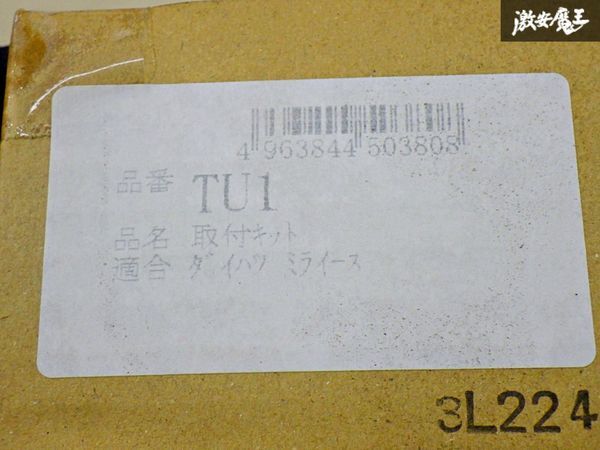 激安魔王
4 963844 503808
品番 TU1
品名 取付キット
適合 ダイハツ ミライース
3L224